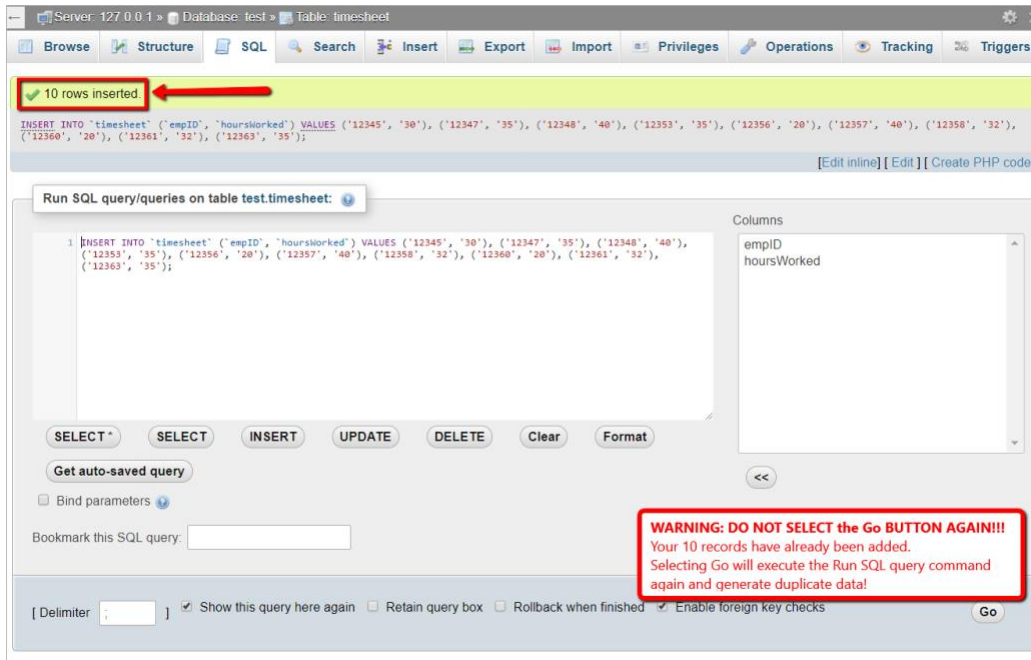 Server: 127.0.0.1 » Database: test » Table: timesheet
Browse Structure SQL Search Insert Export Import Privileges Operations Tracking Triggers
10 rows inserted.
INSERT INTO `timesheet` (`empID`, `hoursWorked`) VALUES ('12345', '30'), ('12347', '35'), ('12348', '40'), ('12353', '35'), ('12356', '20'), ('12357', '40'), ('12358', '32'),
('12360', '20'), ('12361', '32'), ('12363', '35');
[Edit inline] [ Edit ] [ Create PHP code
Run SQL query/queries on table test.timesheet:
Columns
1 INSERT INTO `timesheet` (`empID`, `hoursWorked`) VALUES ('12345', '30'), ('12347', '35'), ('12348', '40'),
('12353', '35'), ('12356', '20'), ('12357', '40'), ('12358', '32'), ('12360', '20'), ('12361', '32'),
('12363', '35');
empID
hoursWorked
SELECT * SELECT INSERT UPDATE DELETE Clear Format
Get auto-saved query
<<
Bind parameters
Bookmark this SQL query:
WARNING: DO NOT SELECT the Go BUTTON AGAIN!!!
Your 10 records have already been added.
Selecting Go will execute the Run SQL query command
again and generate duplicate data!
[ Delimiter ; ] Show this query here again Retain query box Rollback when finished Enable foreign key checks
Go